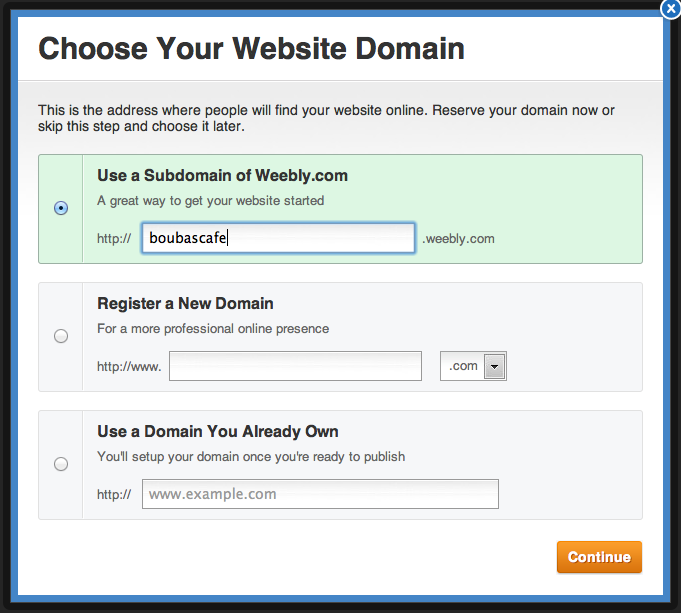 Choose Your Website Domain
This is the address where people will find your website online. Reserve your domain now or
skip this step and choose it later.
Use a Subdomain of Weebly.com
A great way to get your website started
http:// boubascafe .weebly.com
Register a New Domain
For a more professional online presence
http://www. .com
Use a Domain You Already Own
You'll setup your domain once you're ready to publish
http:// www.example.com
Continue